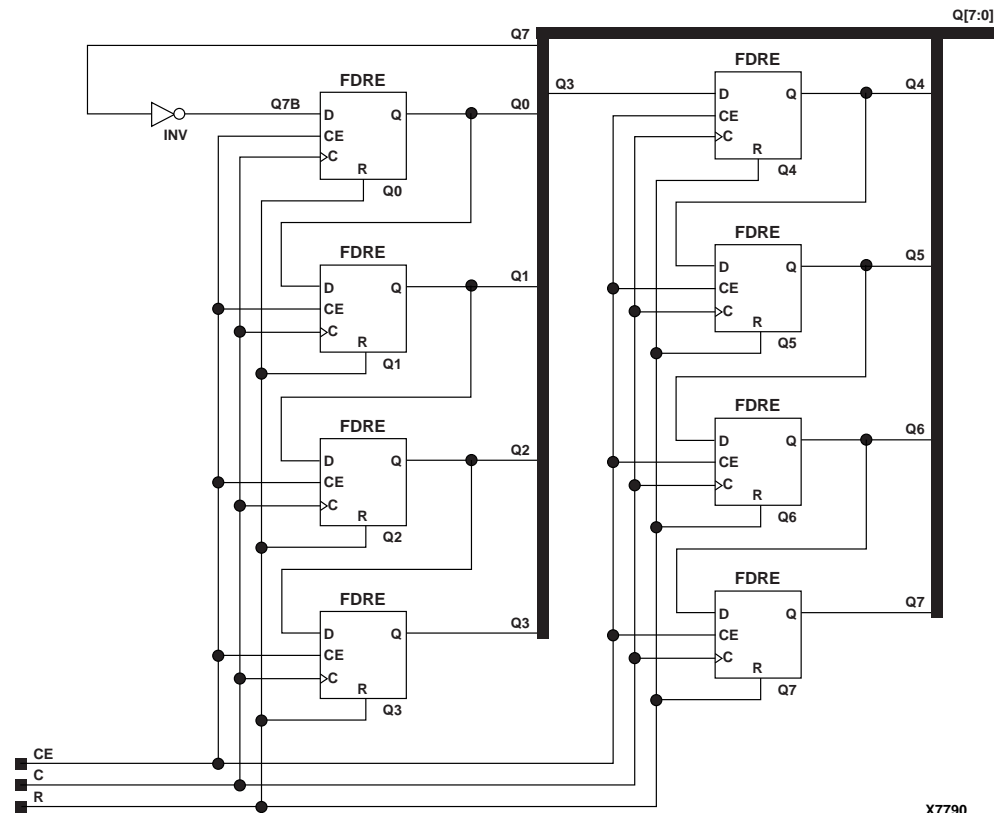 Q[7:0]
Q7
FDRE
Q7B
D
Q
Q0
CE
C
R
Q0
INV
FDRE
D
Q
Q1
CE
C
R
Q1
FDRE
D
Q
Q2
CE
C
R
Q2
FDRE
D
Q
Q3
CE
C
R
Q3
Q3
FDRE
D
Q
Q4
CE
C
R
Q4
FDRE
D
Q
Q5
CE
C
R
Q5
FDRE
D
Q
Q6
CE
C
R
Q6
FDRE
D
Q
Q7
CE
C
R
Q7
CE
C
R
X7790